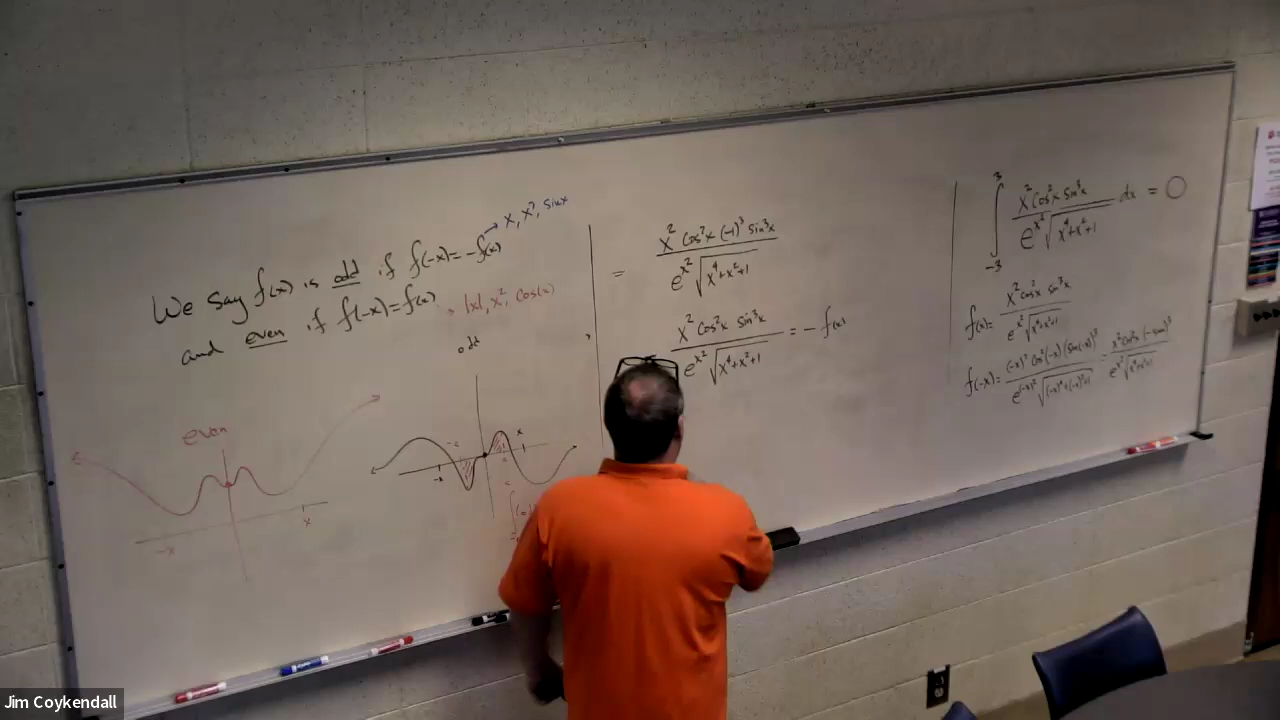 We say f(x) is odd if f(-x) = -f(x) → x, x³, sin x
and even if f(-x) = f(x), |x|, x², cos(x)
even
-x
x
odd
-x
-c
x
c
= x² cos²x (-1)³ sin³x / e^{x²} √(x⁴+x²+1)
x² cos²x sin³x / e^{x²} √(x⁴+x²+1) = - f(x)
∫_{-3}^{3} x² cos²x sin³x / e^{x²} √(x⁴+x²+1) dx = 0
f(x) = x² cos²x sin³x / e^{x²} √(x⁴+x²+1)
f(-x) = (-x)² cos²(-x) (sin(-x))³ / e^{(-x)²} √((-x)⁴+(-x)²+1) = x² cos²x (-sin x)³ / e^{x²} √(x⁴+x²+1)
Jim Coykendall